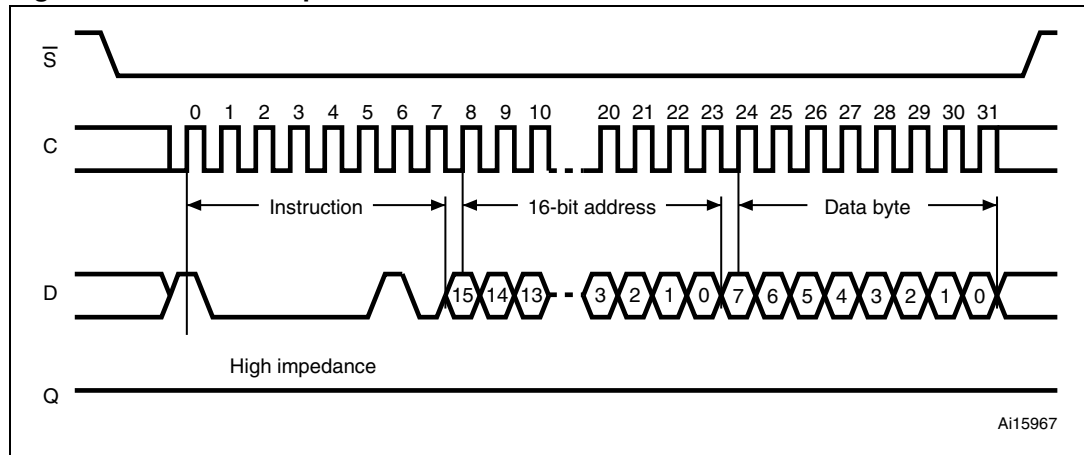 S
0 1 2 3 4 5 6 7 8 9 10 20 21 22 23 24 25 26 27 28 29 30 31
C
Instruction 16-bit address Data byte
D 15 14 13 3 2 1 0 7 6 5 4 3 2 1 0
High impedance
Q
Ai15967